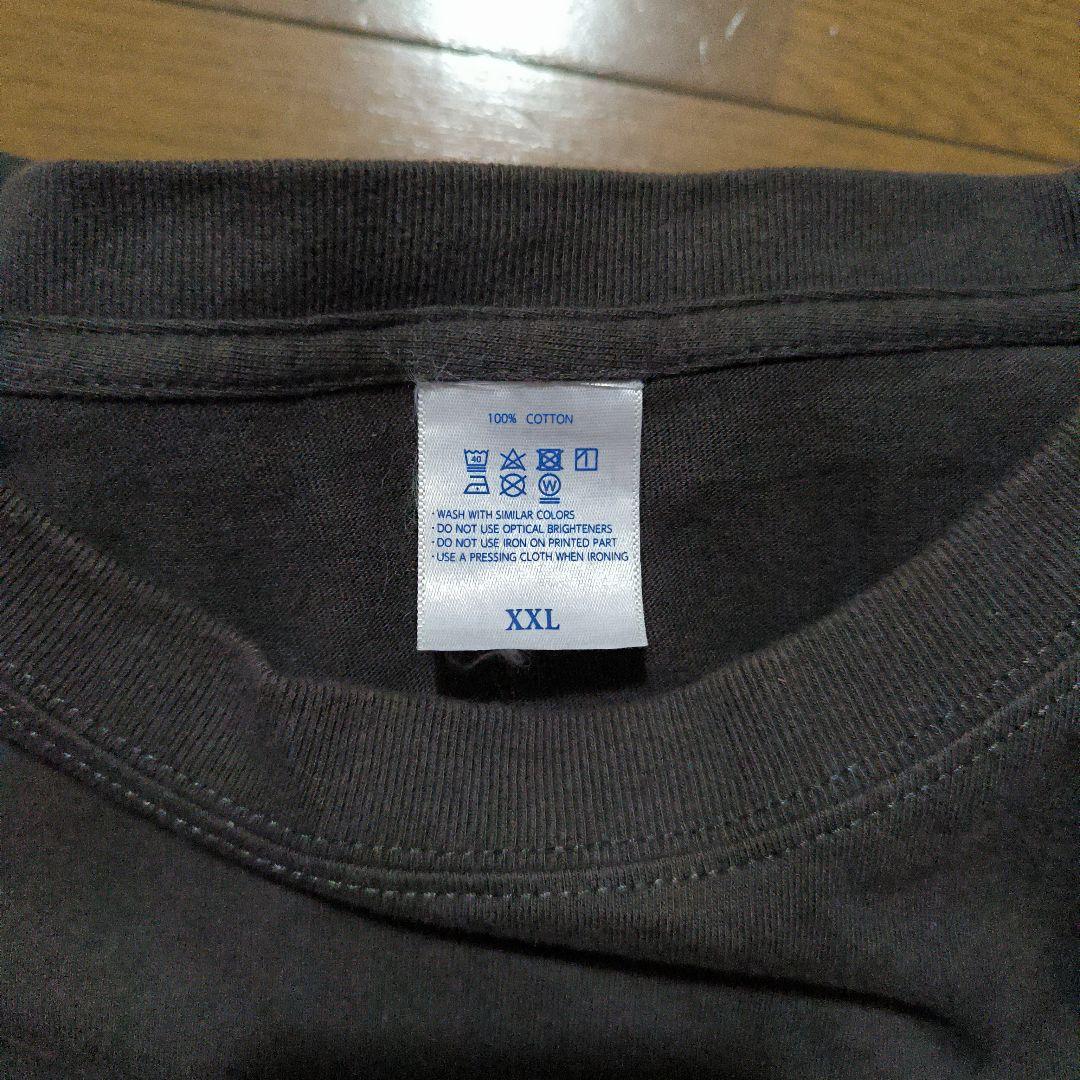 100% COTTON
40
W
· WASH WITH SIMILAR COLORS
· DO NOT USE OPTICAL BRIGHTENERS
· DO NOT USE IRON ON PRINTED PART
· USE A PRESSING CLOTH WHEN IRONING
XXL